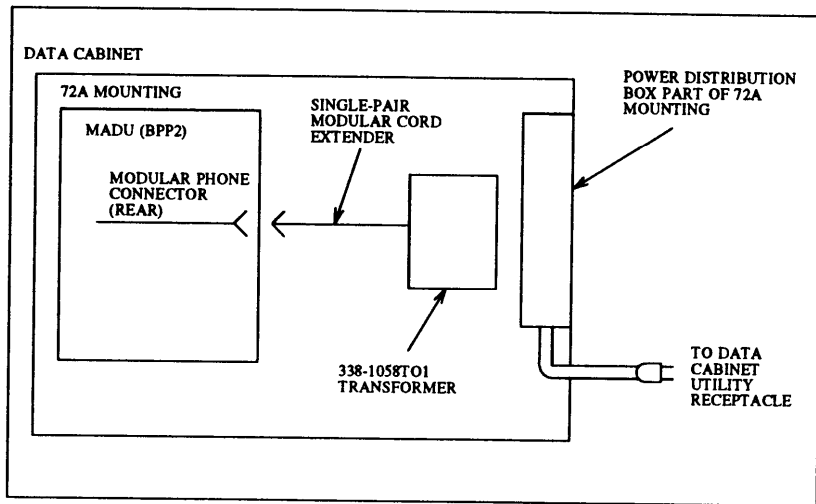 DATA CABINET
72A MOUNTING
MADU (BPP2)
MODULAR PHONE
CONNECTOR
(REAR)
SINGLE-PAIR
MODULAR CORD
EXTENDER
POWER DISTRIBUTION
BOX PART OF 72A
MOUNTING
338-1058TO1
TRANSFORMER
TO DATA
CABINET
UTILITY
RECEPTACLE